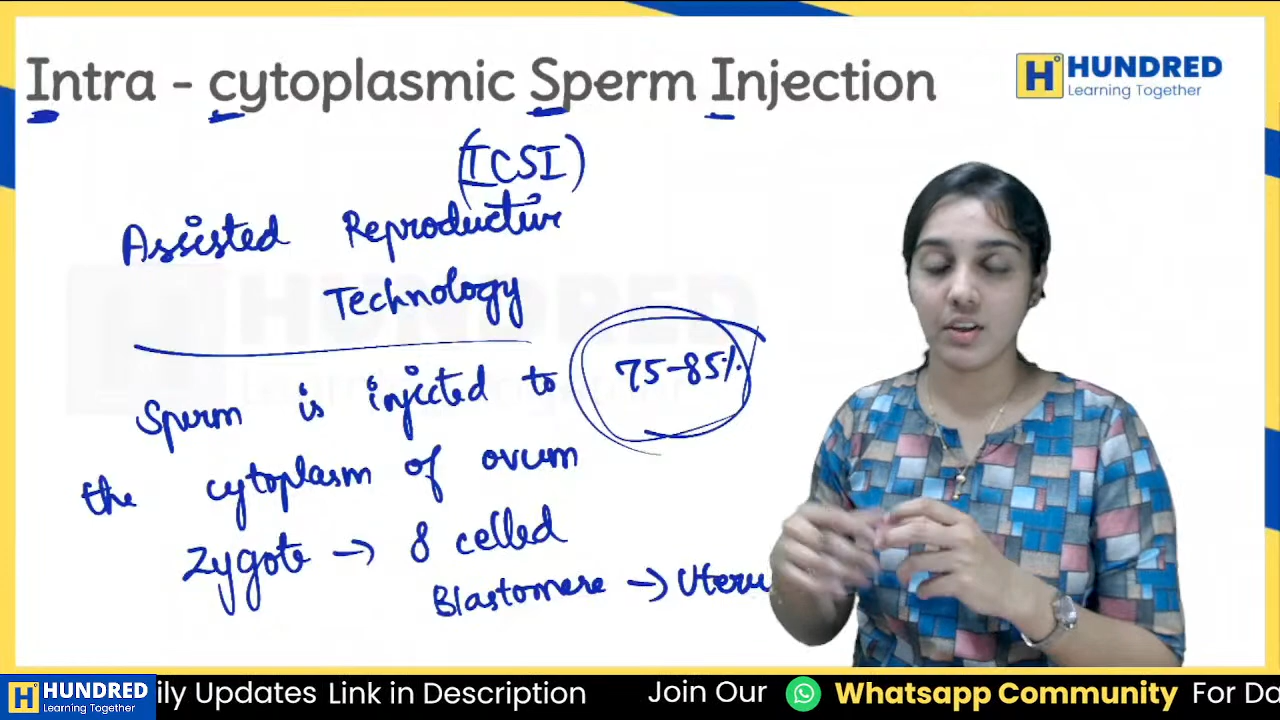 Intra - cytoplasmic Sperm Injection
HUNDRED
Learning Together
(ICSI)
Assisted Reproductive
Technology
Sperm is injected to
75-85%
the cytoplasm of ovum
Zygote → 8 celled
Blastomere → Uteru
HUNDRED
Learning Together
ily Updates Link in Description Join Our Whatsapp Community For Da